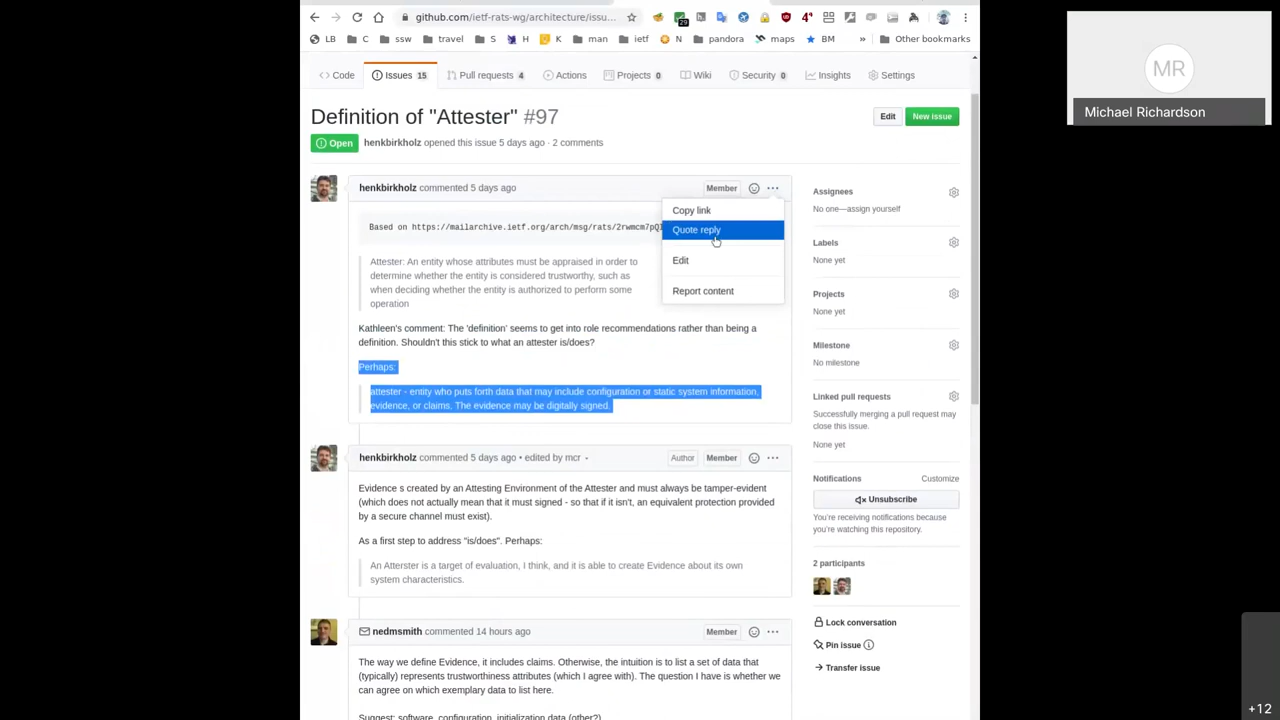 github.com/ietf-rats-wg/architecture/issu...
29
4
LB
C
ssw
travel
S
H
K
man
ietf
N
pandora
maps
BM
»
Other bookmarks
Code
Issues 15
Pull requests 4
Actions
Projects 0
Wiki
Security 0
Insights
Settings
Definition of "Attester" #97
Edit
New issue
Open
henkbirkholz opened this issue 5 days ago · 2 comments
henkbirkholz commented 5 days ago
Member
Copy link
Quote reply
Edit
Report content
Based on https://mailarchive.ietf.org/arch/msg/rats/2rwmcm7pQ
Attester: An entity whose attributes must be appraised in order to
determine whether the entity is considered trustworthy, such as
when deciding whether the entity is authorized to perform some
operation
Kathleen's comment: The 'definition' seems to get into role recommendations rather than being a
definition. Shouldn't this stick to what an attester is/does?
Perhaps:
attester - entity who puts forth data that may include configuration or static system information,
evidence, or claims. The evidence may be digitally signed.
henkbirkholz commented 5 days ago • edited by mcr
Author
Member
Evidence s created by an Attesting Environment of the Attester and must always be tamper-evident
(which does not actually mean that it must signed - so that if it isn't, an equivalent protection provided
by a secure channel must exist).
As a first step to address "is/does". Perhaps:
An Atterster is a target of evaluation, I think, and it is able to create Evidence about its own
system characteristics.
nedmsmith commented 14 hours ago
Member
The way we define Evidence, it includes claims. Otherwise, the intuition is to list a set of data that
(typically) represents trustworthiness attributes (which I agree with). The question I have is whether we
can agree on which exemplary data to list here.
Suggest: software, configuration, initialization data (other?)
Assignees
No one—assign yourself
Labels
None yet
Projects
None yet
Milestone
No milestone
Linked pull requests
Successfully merging a pull request may
close this issue.
None yet
Notifications
Customize
Unsubscribe
You're receiving notifications because
you're watching this repository.
2 participants
Lock conversation
Pin issue
Transfer issue
MR
Michael Richardson
+12